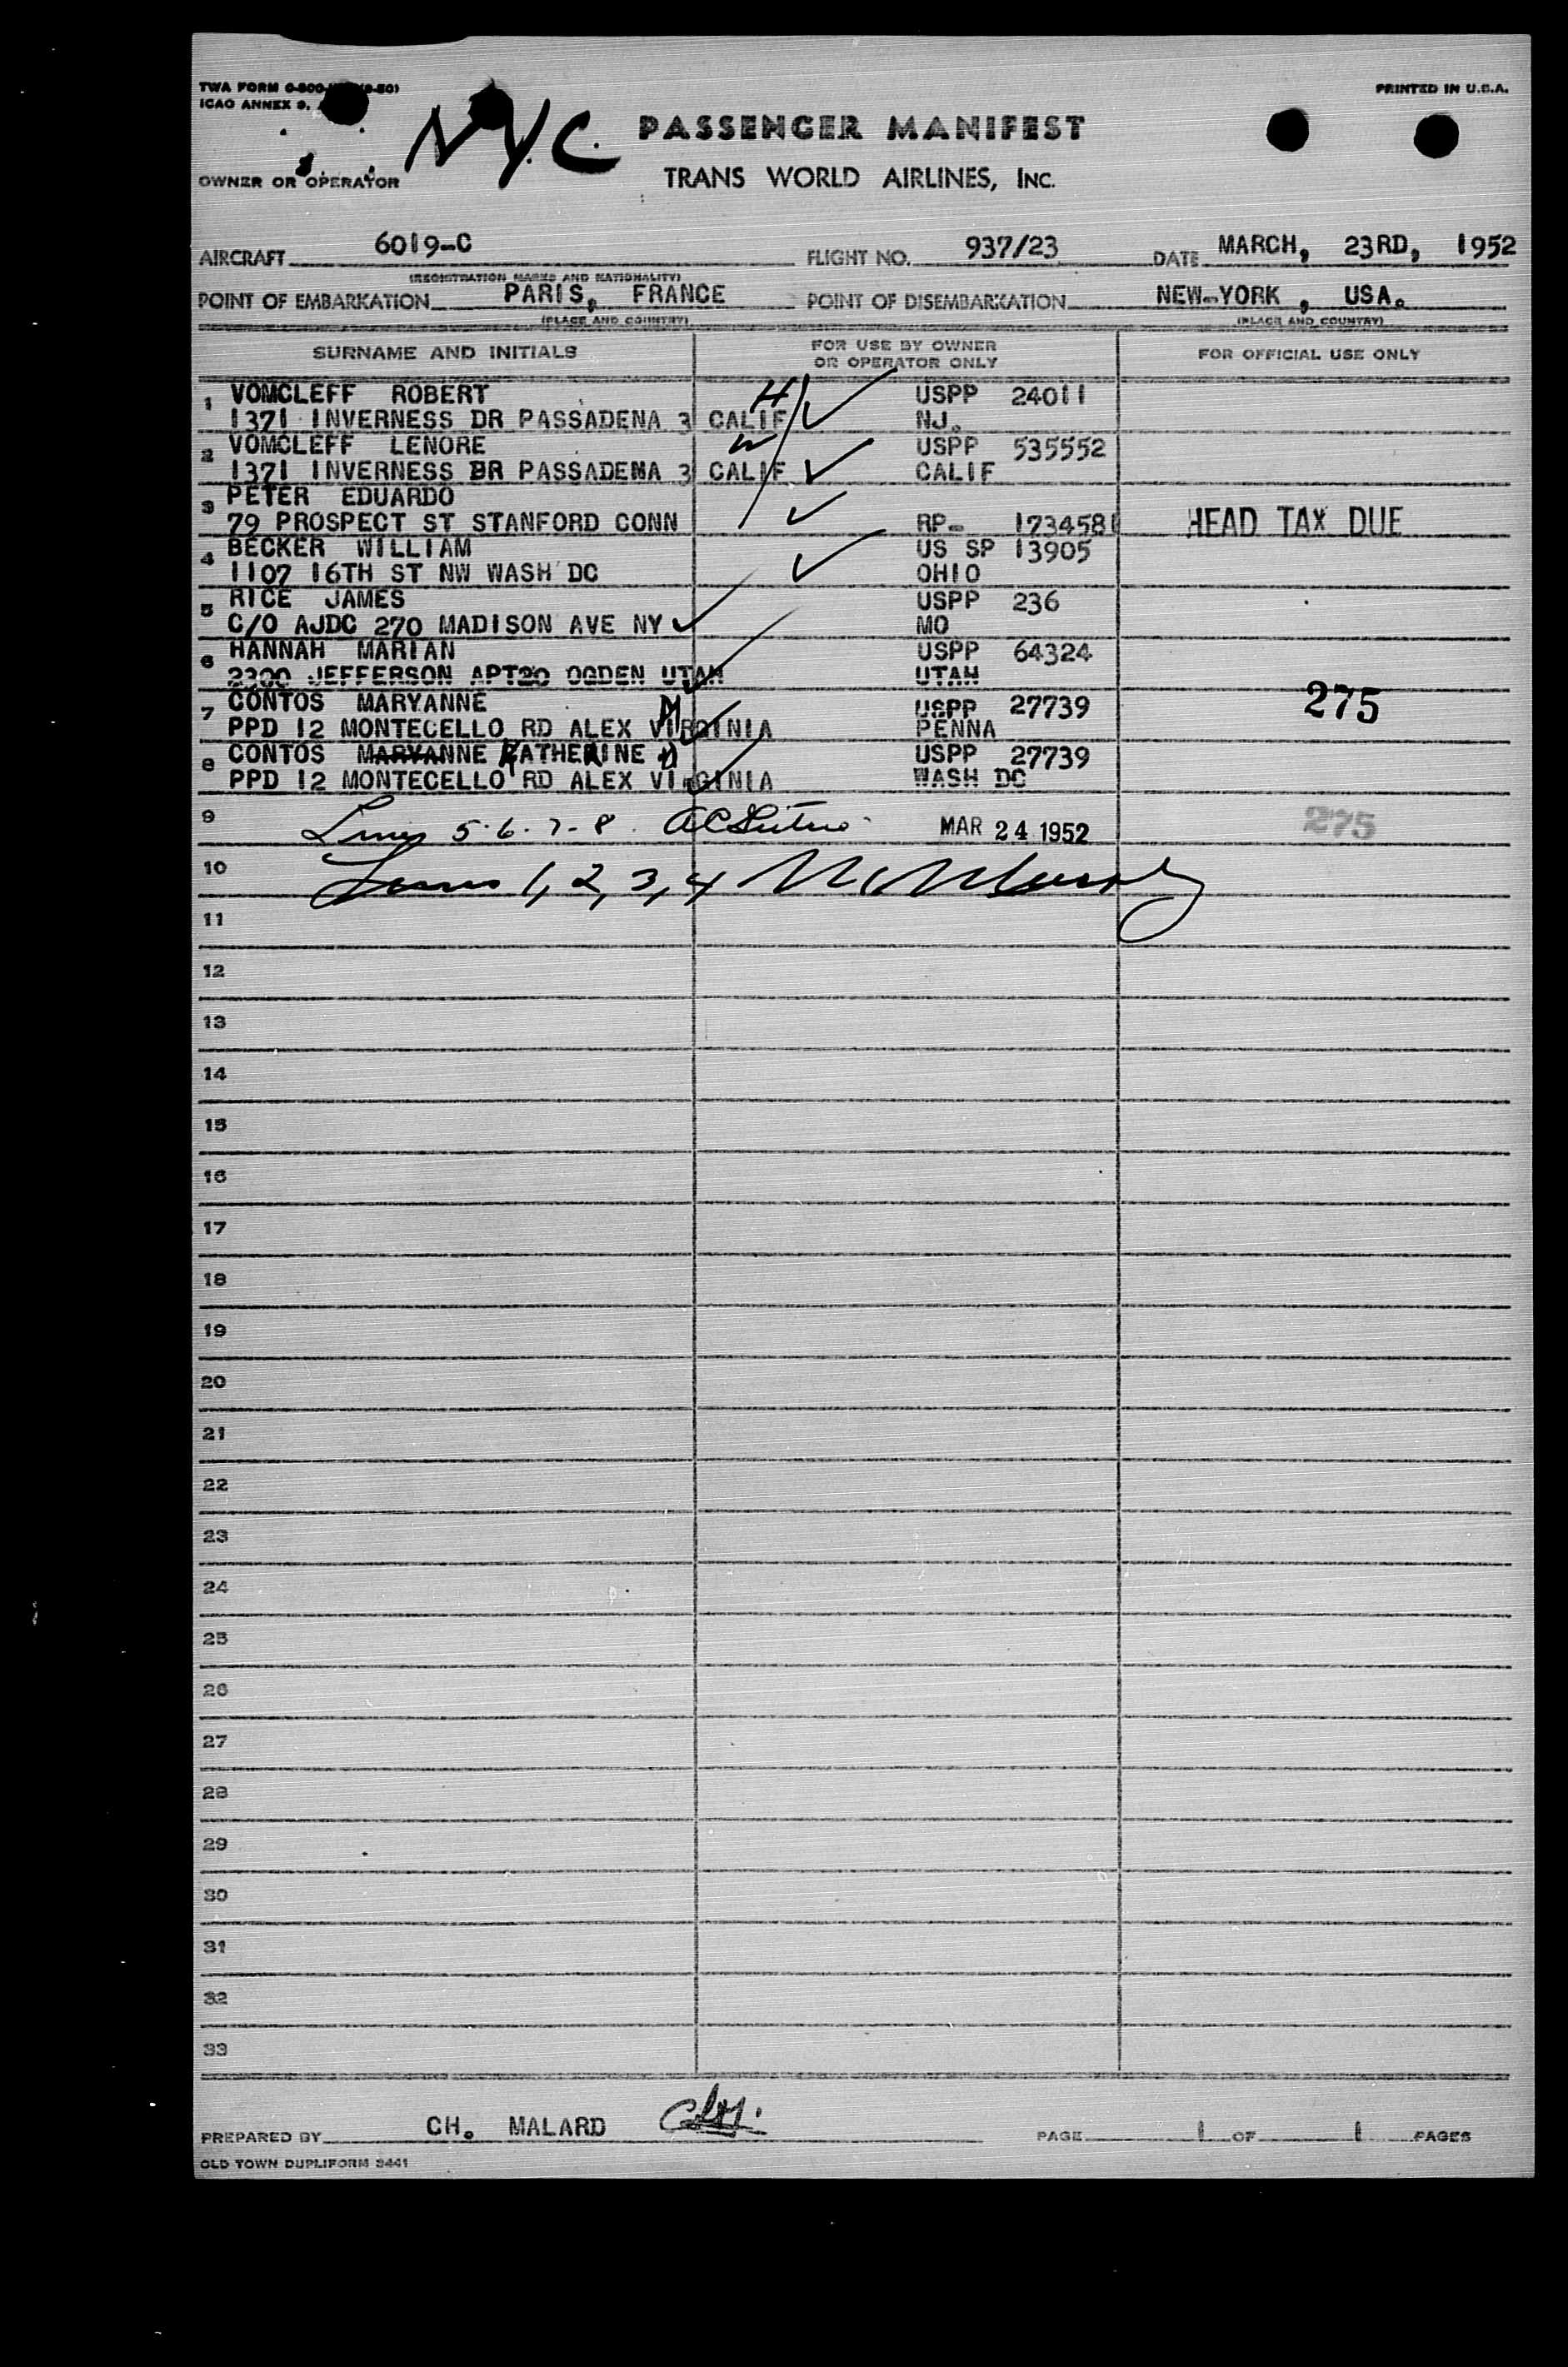 TWA FORM 0-800
ICAO ANNEX 9,
PRINTED IN U.S.A.
N.Y.C.
PASSENGER MANIFEST
OWNER OR OPERATOR
TRANS WORLD AIRLINES, INC.
AIRCRAFT 6019-C FLIGHT NO. 937/23 DATE MARCH, 23RD, 1952
(REGISTRATION MARKS AND NATIONALITY)
POINT OF EMBARKATION PARIS, FRANCE POINT OF DISEMBARKATION NEW-YORK , USA.
(PLACE AND COUNTRY) (PLACE AND COUNTRY)
SURNAME AND INITIALS FOR USE BY OWNER OR OPERATOR ONLY FOR OFFICIAL USE ONLY
1 VOMCLEFF ROBERT H USPP 24011
1371 INVERNESS DR PASSADENA 3 CALIF NJ.
2 VOMCLEFF LENORE W USPP 535552
1371 INVERNESS DR PASSADENA 3 CALIF CALIF
3 PETER EDUARDO
79 PROSPECT ST STANFORD CONN RP- 1734581 HEAD TAX DUE
4 BECKER WILLIAM US SP 13905
1107 16TH ST NW WASH DC OHIO
5 RICE JAMES USPP 236
C/O AJDC 270 MADISON AVE NY MO
6 HANNAH MARIAN USPP 64324
2300 JEFFERSON APT20 OGDEN UTAH UTAH
7 CONTOS MARYANNE M USPP 27739 275
PPD 12 MONTECELLO RD ALEX VIRGINIA PENNA
8 CONTOS MARYANNE KATHERINE D USPP 27739
PPD 12 MONTECELLO RD ALEX VIRGINIA WASH DC
9 Lines 5-6-7-8 MAR 24 1952 275
10 Lines 1, 2, 3, 4
11
12
13
14
15
16
17
18
19
20
21
22
23
24
25
26
27
28
29
30
31
32
33
PREPARED BY CH. MALARD PAGE 1 OF 1 PAGES
OLD TOWN DUPLIFORM 3441